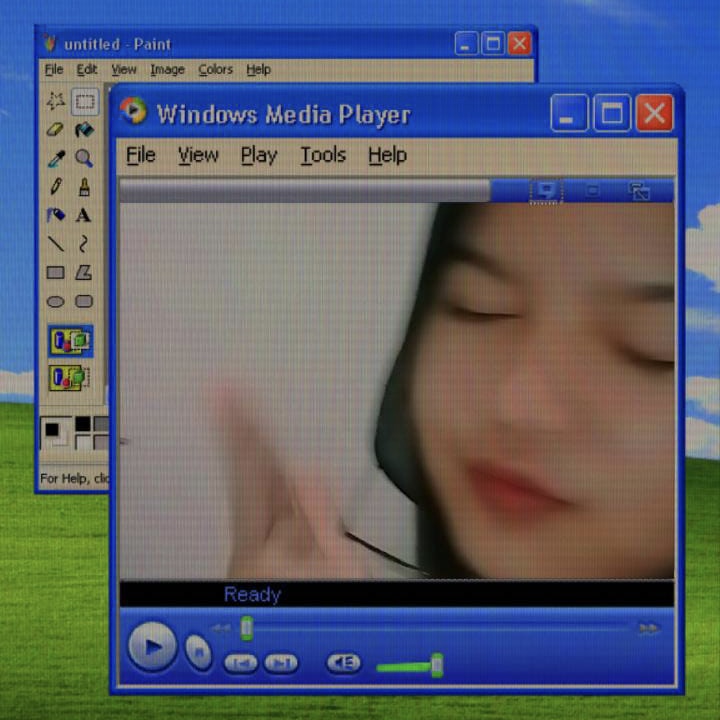 untitled - Paint
File Edit View Image Colors Help
Windows Media Player
File View Play Tools Help
A
For Help, clic
Ready